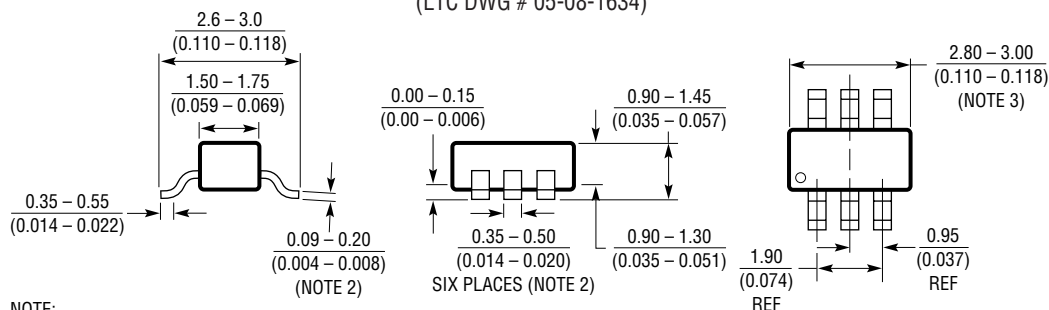 (LTC DWG # 05-08-1634)
2.6 – 3.0
(0.110 – 0.118)
1.50 – 1.75
(0.059 – 0.069)
0.35 – 0.55
(0.014 – 0.022)
0.09 – 0.20
(0.004 – 0.008)
(NOTE 2)
0.00 – 0.15
(0.00 – 0.006)
0.90 – 1.45
(0.035 – 0.057)
0.35 – 0.50
(0.014 – 0.020)
SIX PLACES (NOTE 2)
0.90 – 1.30
(0.035 – 0.051)
2.80 – 3.00
(0.110 – 0.118)
(NOTE 3)
1.90
(0.074)
REF
0.95
(0.037)
REF
NOTE: